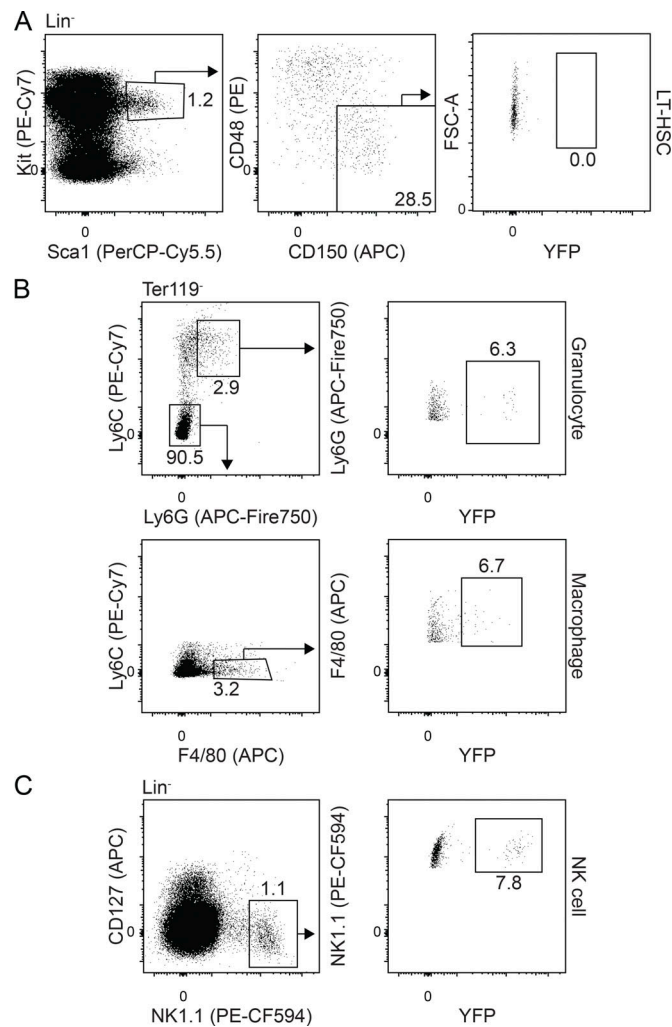 A
Lin-
Kit (PE-Cy7)
0
1.2
0
Sca1 (PerCP-Cy5.5)
CD48 (PE)
0
28.5
0
CD150 (APC)
FSC-A
0
0.0
0
YFP
LT-HSC
B
Ter119-
Ly6C (PE-Cy7)
0
2.9
90.5
0
Ly6G (APC-Fire750)
Ly6G (APC-Fire750)
0
6.3
0
YFP
Granulocyte
Ly6C (PE-Cy7)
0
3.2
0
F4/80 (APC)
F4/80 (APC)
0
6.7
0
YFP
Macrophage
C
Lin-
CD127 (APC)
0
1.1
0
NK1.1 (PE-CF594)
NK1.1 (PE-CF594)
0
7.8
0
YFP
NK cell